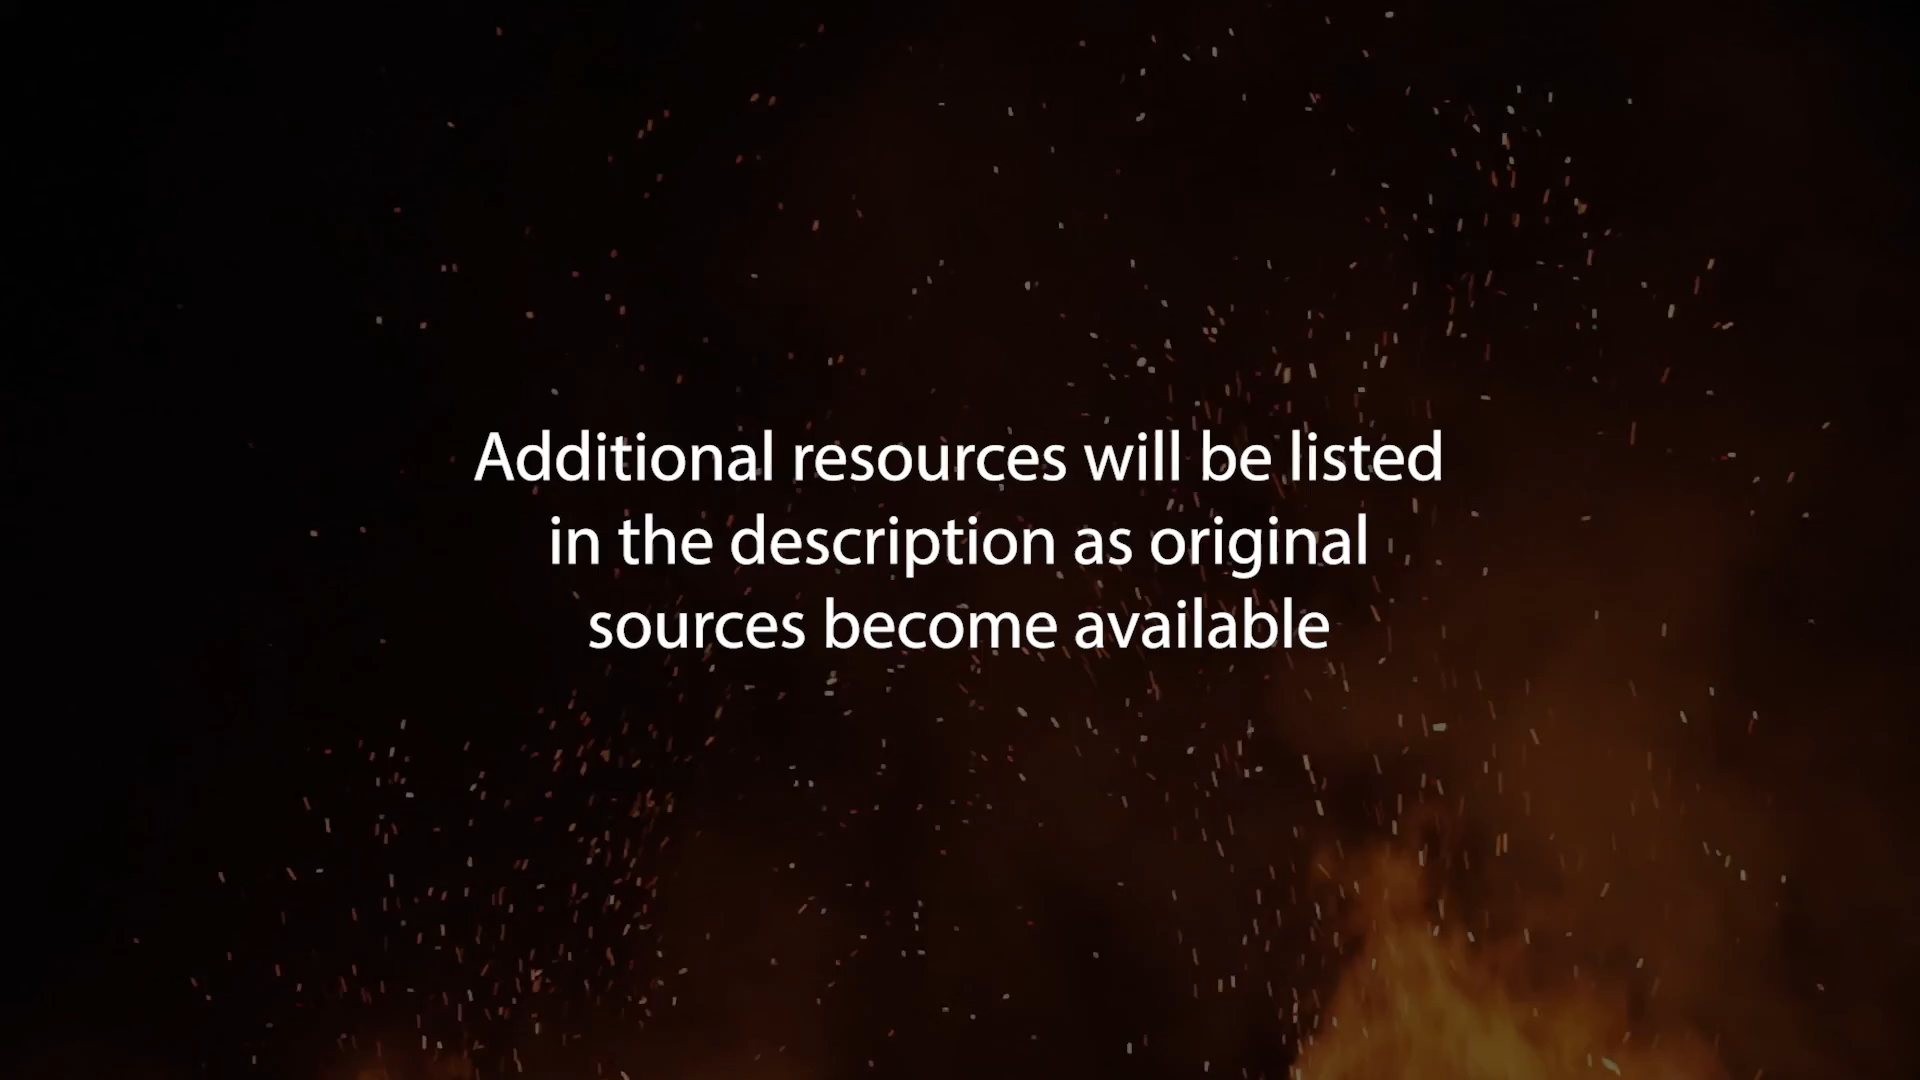 Additional resources will be listed
in the description as original
sources become available